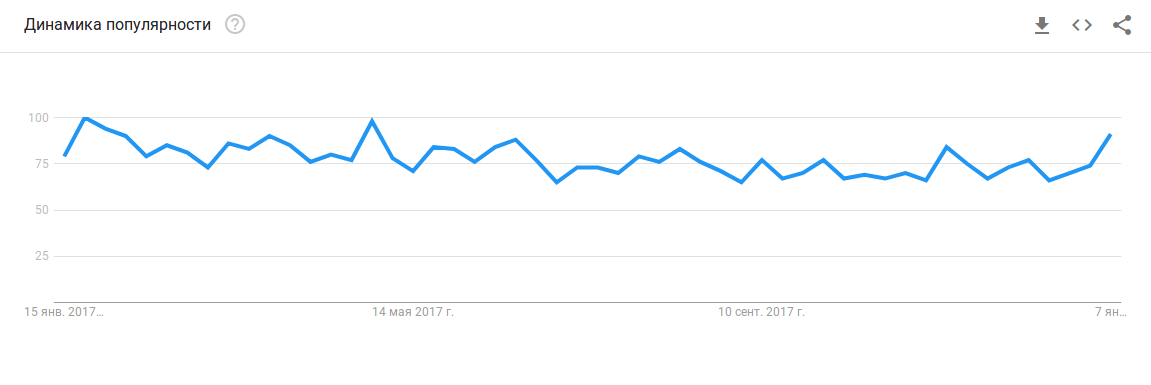 Динамика популярности ?
100
75
50
25
15 янв. 2017…
14 мая 2017 г.
10 сент. 2017 г.
7 ян…